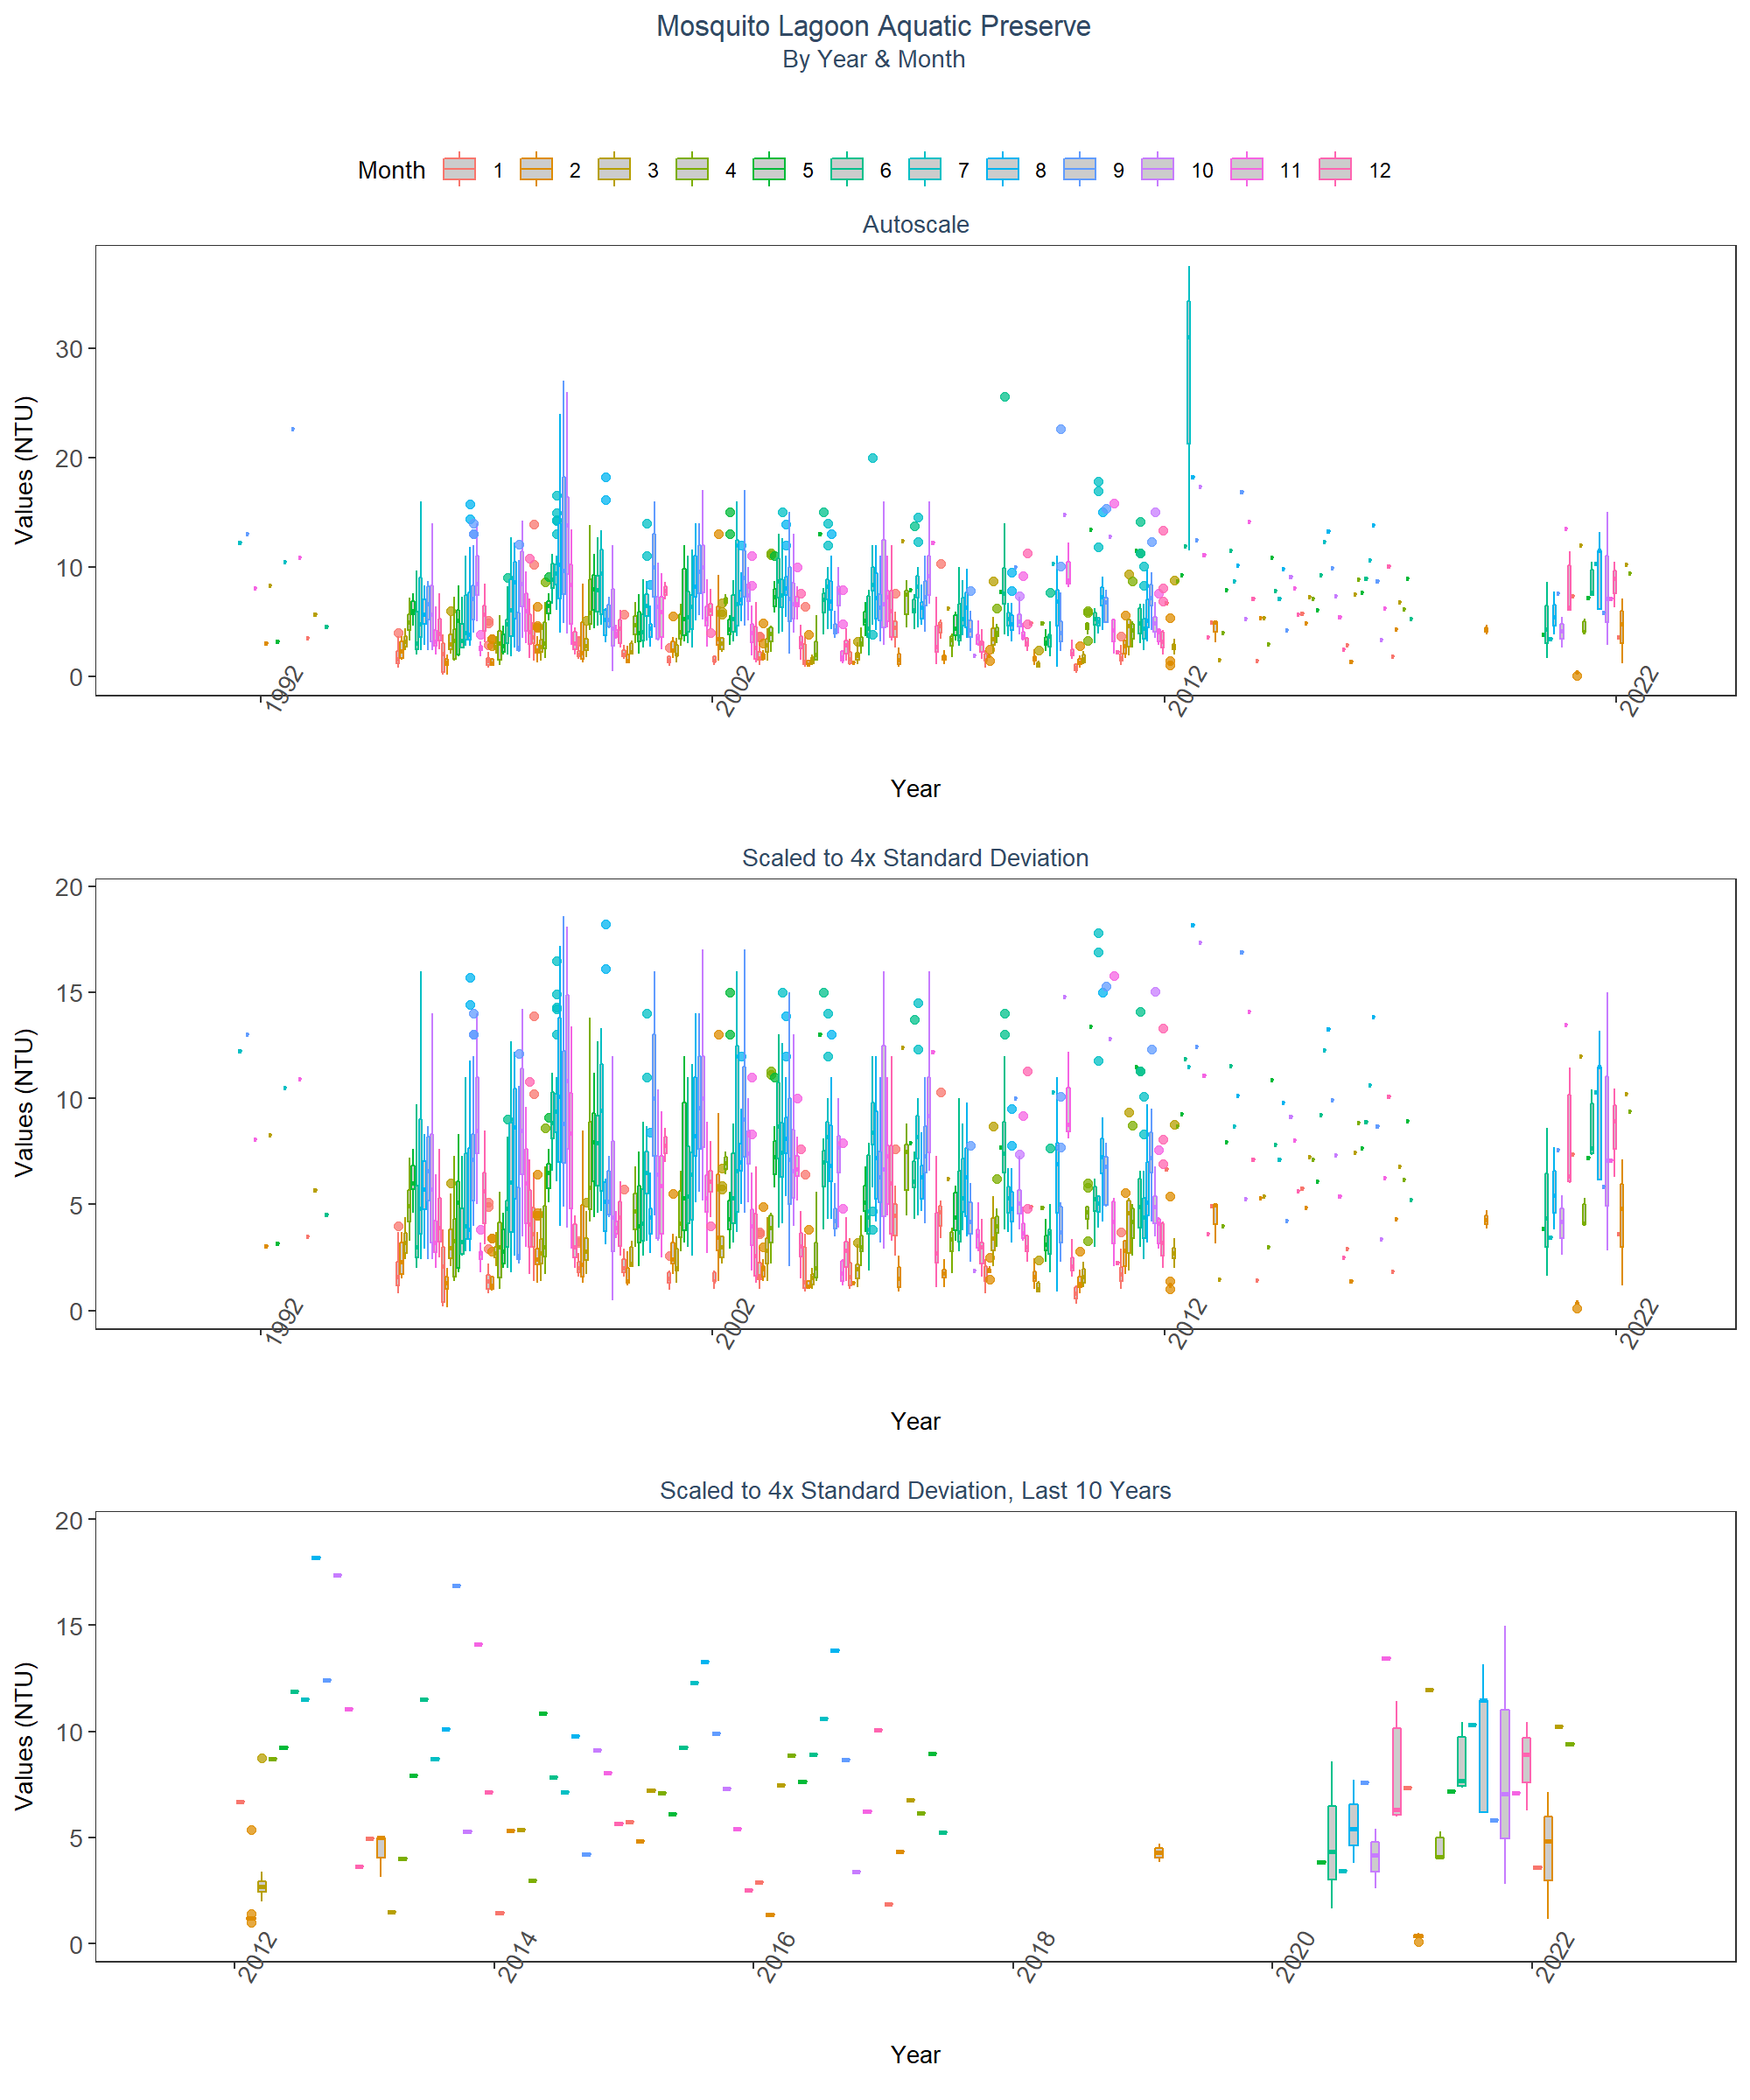 Mosquito Lagoon Aquatic Preserve
By Year & Month
Month 1 2 3 4 5 6 7 8 9 10 11 12
Autoscale
Values (NTU)
30
20
10
0
1992 2002 2012 2022
Year
Scaled to 4x Standard Deviation
Values (NTU)
20
15
10
5
0
1992 2002 2012 2022
Year
Scaled to 4x Standard Deviation, Last 10 Years
Values (NTU)
20
15
10
5
0
2012 2014 2016 2018 2020 2022
Year